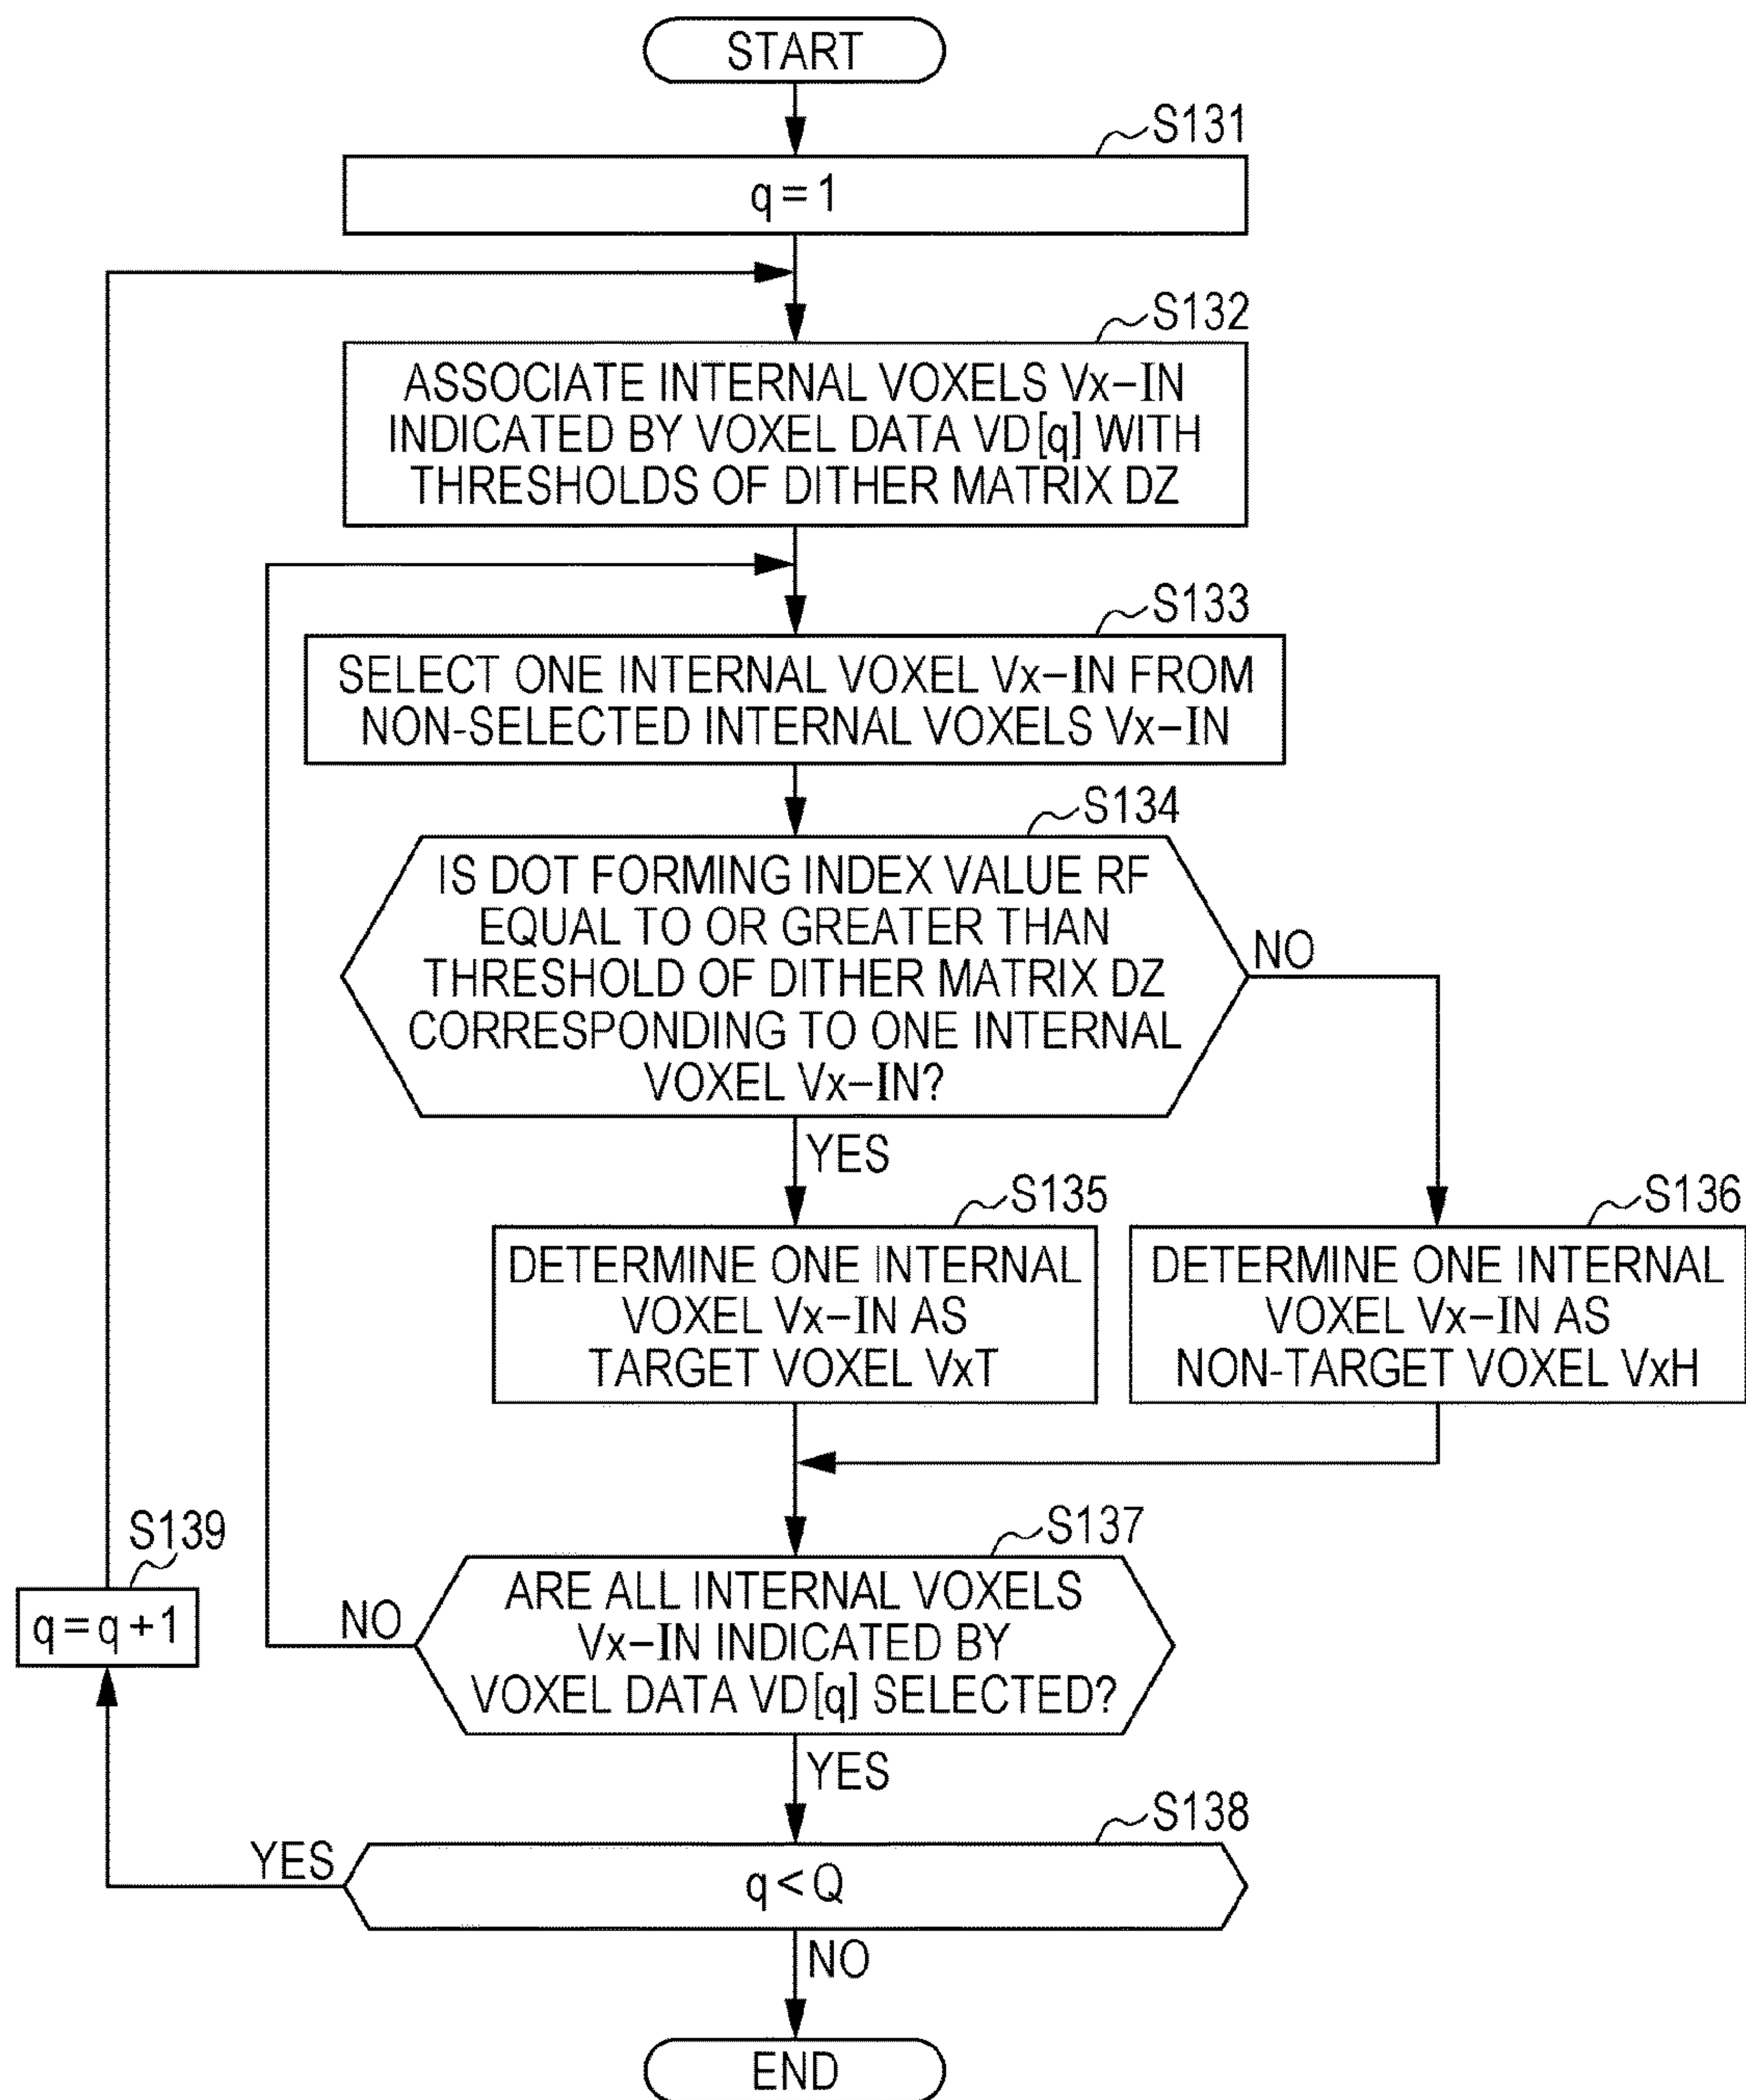 START
S131
q=1
S132
ASSOCIATE INTERNAL VOXELS Vx-IN
INDICATED BY VOXEL DATA VD[q] WITH
THRESHOLDS OF DITHER MATRIX DZ
S133
SELECT ONE INTERNAL VOXEL Vx-IN FROM
NON-SELECTED INTERNAL VOXELS Vx-IN
S134
IS DOT FORMING INDEX VALUE RF
EQUAL TO OR GREATER THAN
THRESHOLD OF DITHER MATRIX DZ
CORRESPONDING TO ONE INTERNAL
VOXEL Vx-IN?
NO
YES
S135
DETERMINE ONE INTERNAL
VOXEL Vx-IN AS
TARGET VOXEL VxT
S136
DETERMINE ONE INTERNAL
VOXEL Vx-IN AS
NON-TARGET VOXEL VxH
S137
ARE ALL INTERNAL VOXELS
Vx-IN INDICATED BY
VOXEL DATA VD[q] SELECTED?
NO
YES
S139
q=q+1
S138
q<Q
YES
NO
END